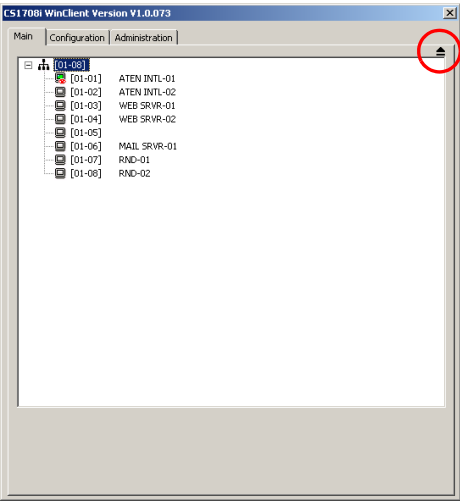 CS1708i WinClient Version V1.0.073
Main Configuration Administration
[01-08]
[01-01] ATEN INTL-01
[01-02] ATEN INTL-02
[01-03] WEB SRVR-01
[01-04] WEB SRVR-02
[01-05]
[01-06] MAIL SRVR-01
[01-07] RND-01
[01-08] RND-02